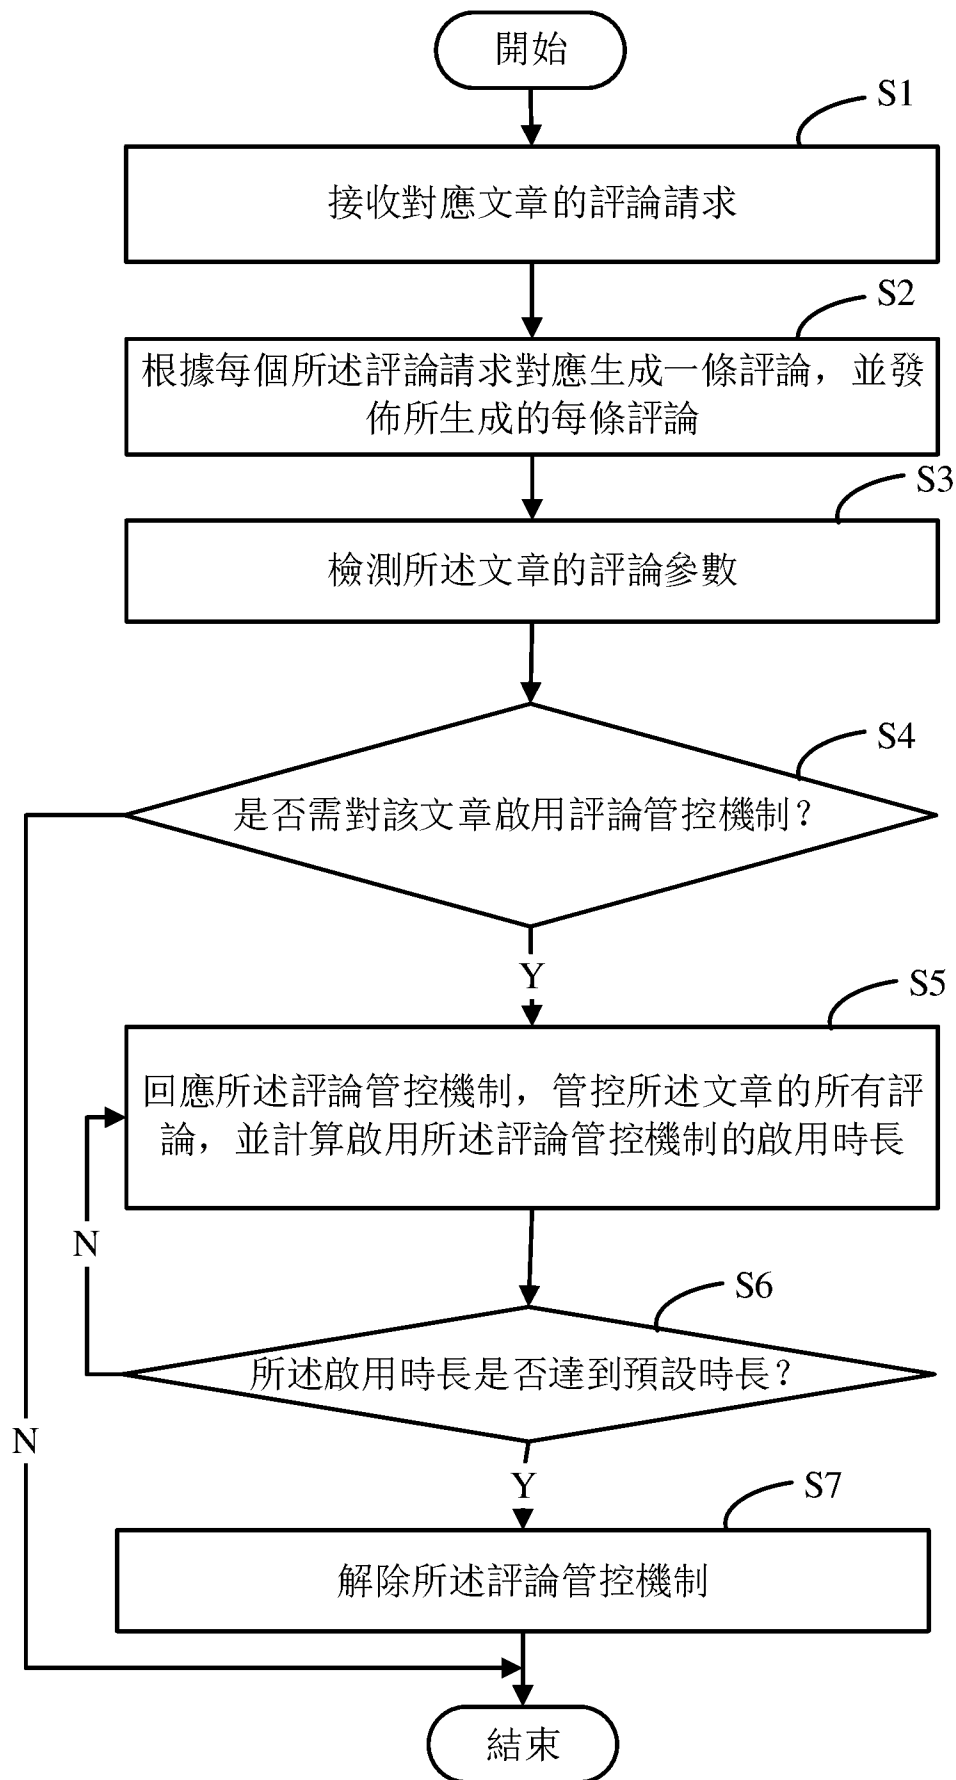 開始
S1
接收對應文章的評論請求
S2
根據每個所述評論請求對應生成一條評論，並發
佈所生成的每條評論
S3
檢測所述文章的評論參數
S4
是否需對該文章啟用評論管控機制？
Y
S5
回應所述評論管控機制，管控所述文章的所有評
論，並計算啟用所述評論管控機制的啟用時長
N
S6
所述啟用時長是否達到預設時長？
N
Y
S7
解除所述評論管控機制
結束